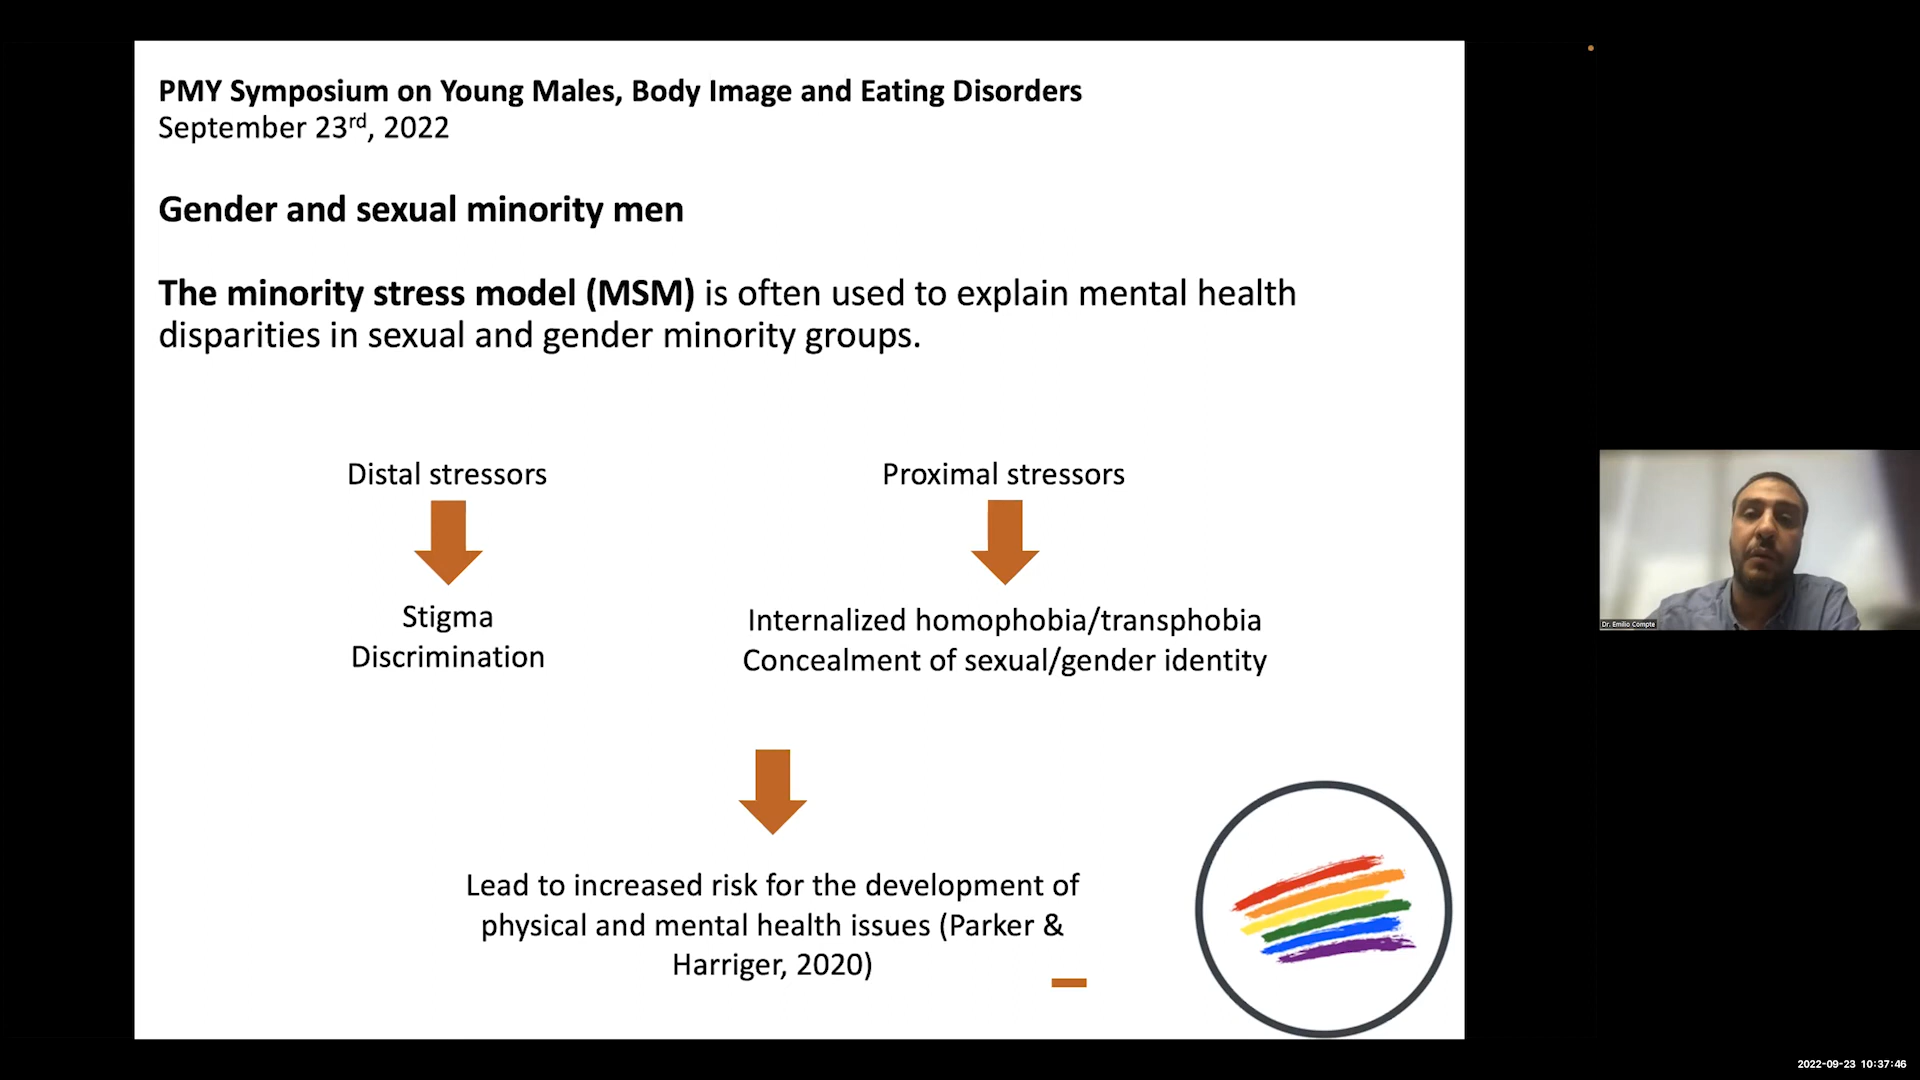 PMY Symposium on Young Males, Body Image and Eating Disorders
September 23rd, 2022
Gender and sexual minority men
The minority stress model (MSM) is often used to explain mental health
disparities in sexual and gender minority groups.
Distal stressors
Proximal stressors
Stigma
Discrimination
Internalized homophobia/transphobia
Concealment of sexual/gender identity
Lead to increased risk for the development of
physical and mental health issues (Parker &
Harriger, 2020)
Dr. Emilio Compte
2022-09-23 10:37:46